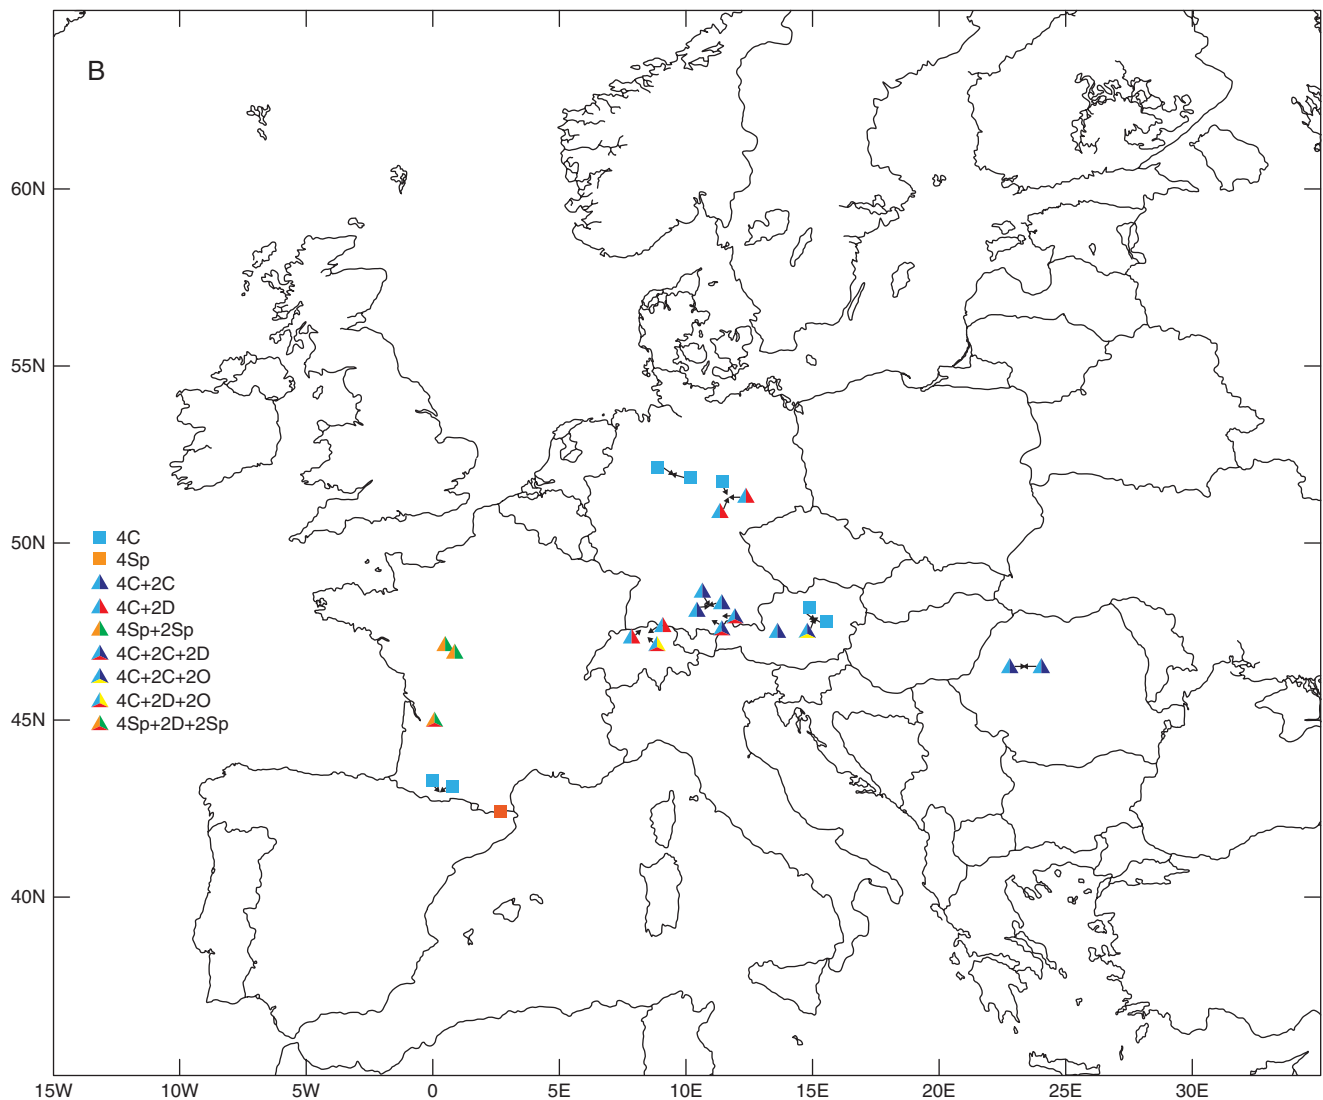 B
60N
55N
50N
45N
40N
4C
4Sp
4C+2C
4C+2D
4Sp+2Sp
4C+2C+2D
4C+2C+2O
4C+2D+2O
4Sp+2D+2Sp
15W 10W 5W 0 5E 10E 15E 20E 25E 30E